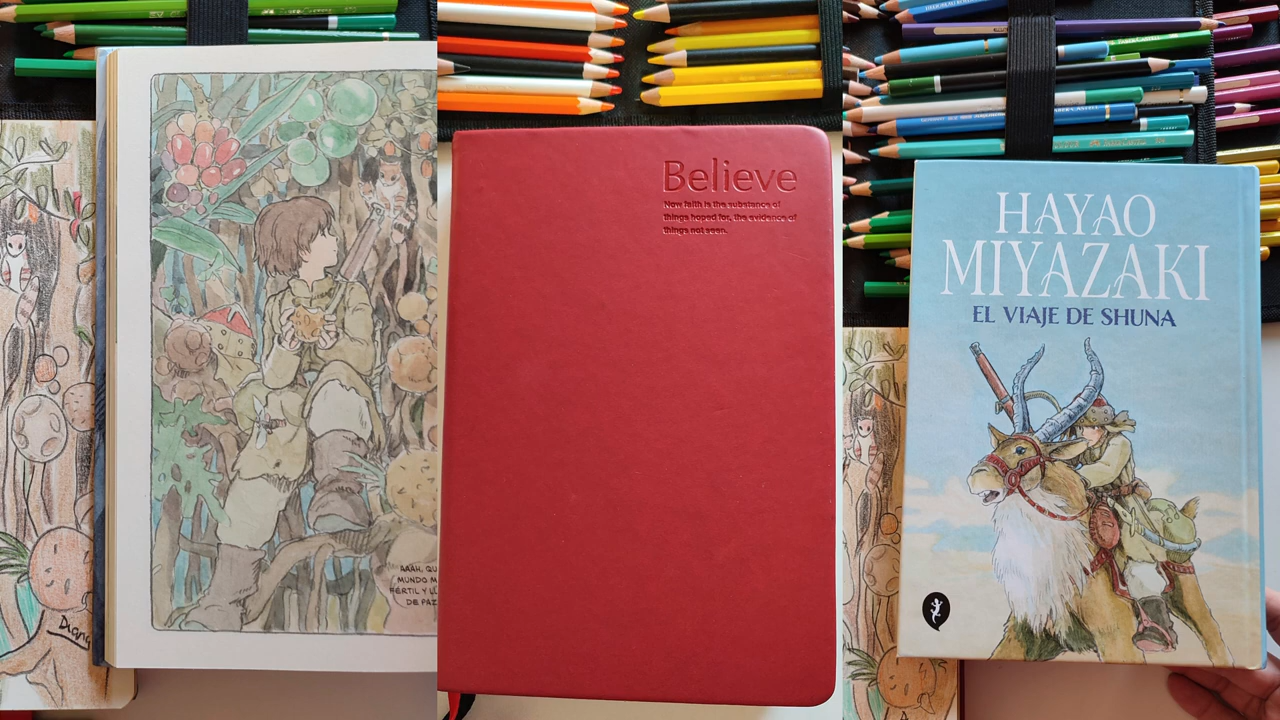 AAAH, QU
MUNDO M
FÉRTIL Y LL
DE PAZ
Diana
Believe
Now faith is the substance of
things hoped for, the evidence of
things not seen.
HAYAO
MIYAZAKI
EL VIAJE DE SHUNA